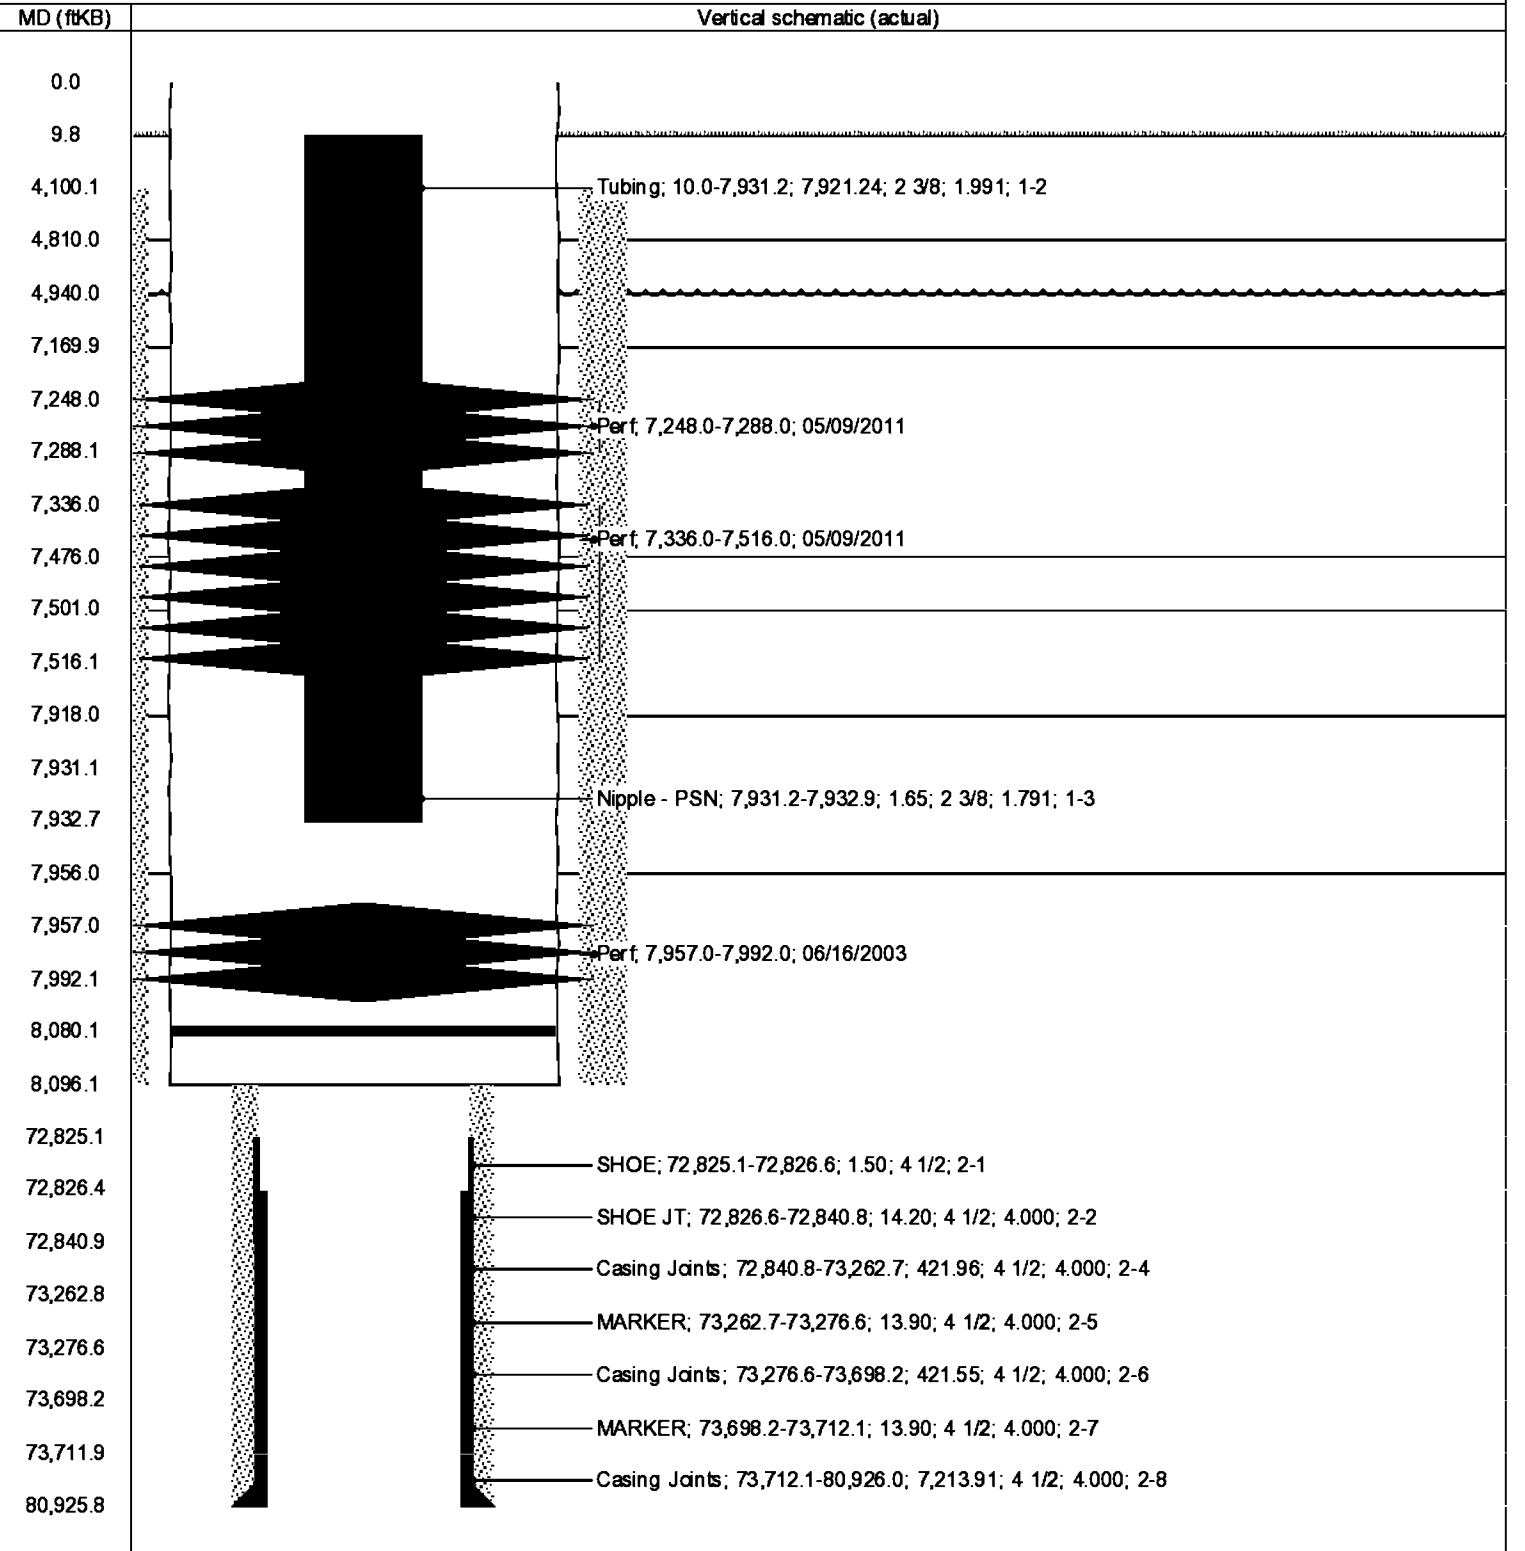 MD (ftKB) Vertical schematic (actual)
0.0
9.8
4,100.1 Tubing; 10.0-7,931.2; 7,921.24; 2 3/8; 1.991; 1-2
4,810.0
4,940.0
7,169.9
7,248.0
Perf; 7,248.0-7,288.0; 05/09/2011
7,288.1
7,336.0
Perf; 7,336.0-7,516.0; 05/09/2011
7,476.0
7,501.0
7,516.1
7,918.0
7,931.1
Nipple - PSN; 7,931.2-7,932.9; 1.65; 2 3/8; 1.791; 1-3
7,932.7
7,956.0
7,957.0
Perf; 7,957.0-7,992.0; 06/16/2003
7,992.1
8,080.1
8,096.1
72,825.1
SHOE; 72,825.1-72,826.6; 1.50; 4 1/2; 2-1
72,826.4
SHOE JT; 72,826.6-72,840.8; 14.20; 4 1/2; 4.000; 2-2
72,840.9
Casing Joints; 72,840.8-73,262.7; 421.96; 4 1/2; 4.000; 2-4
73,262.8
MARKER; 73,262.7-73,276.6; 13.90; 4 1/2; 4.000; 2-5
73,276.6
Casing Joints; 73,276.6-73,698.2; 421.55; 4 1/2; 4.000; 2-6
73,698.2
MARKER; 73,698.2-73,712.1; 13.90; 4 1/2; 4.000; 2-7
73,711.9
Casing Joints; 73,712.1-80,926.0; 7,213.91; 4 1/2; 4.000; 2-8
80,925.8